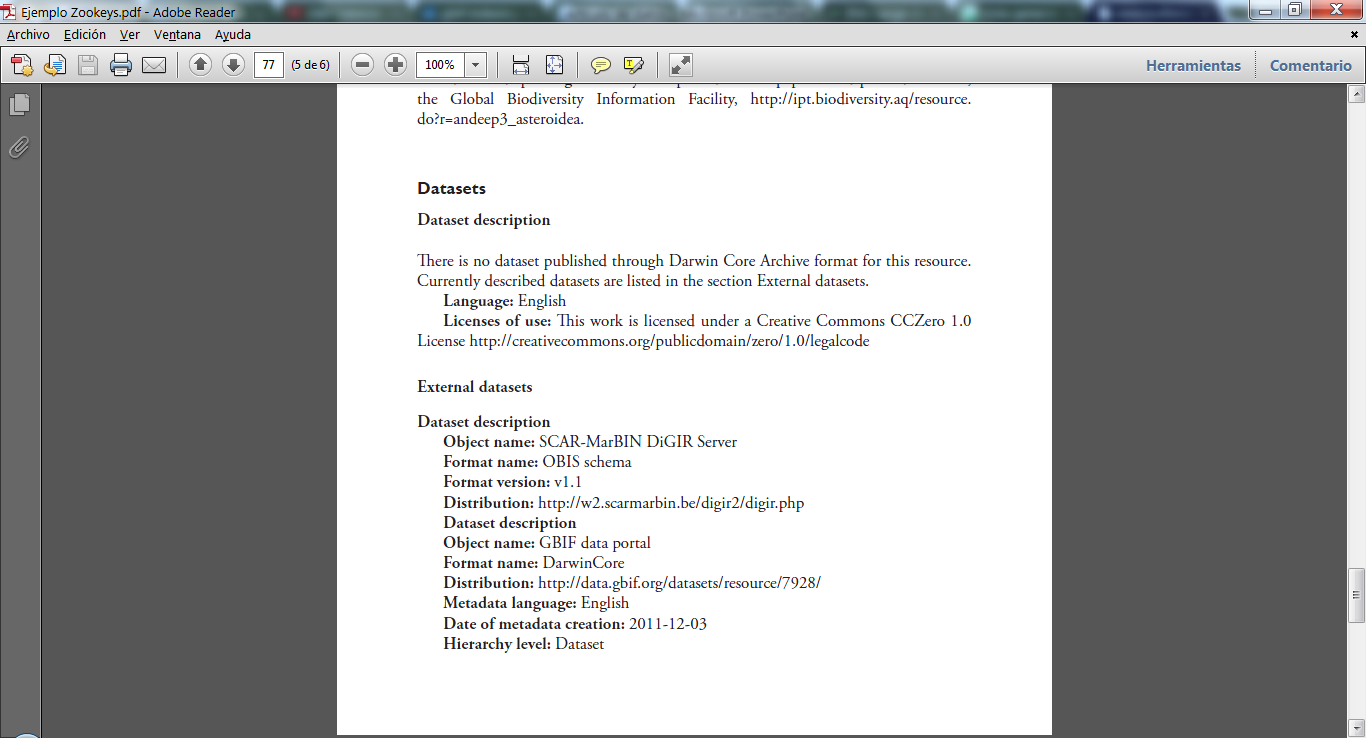 Ejemplo Zookeys.pdf - Adobe Reader
Archivo Edición Ver Ventana Ayuda
77 (5 de 6) 100% Herramientas Comentario
the Global Biodiversity Information Facility, http://ipt.biodiversity.aq/resource.
do?r=andeep3_asteroidea.
Datasets
Dataset description
There is no dataset published through Darwin Core Archive format for this resource.
Currently described datasets are listed in the section External datasets.
Language: English
Licenses of use: This work is licensed under a Creative Commons CCZero 1.0
License http://creativecommons.org/publicdomain/zero/1.0/legalcode
External datasets
Dataset description
Object name: SCAR-MarBIN DiGIR Server
Format name: OBIS schema
Format version: v1.1
Distribution: http://w2.scarmarbin.be/digir2/digir.php
Dataset description
Object name: GBIF data portal
Format name: DarwinCore
Distribution: http://data.gbif.org/datasets/resource/7928/
Metadata language: English
Date of metadata creation: 2011-12-03
Hierarchy level: Dataset